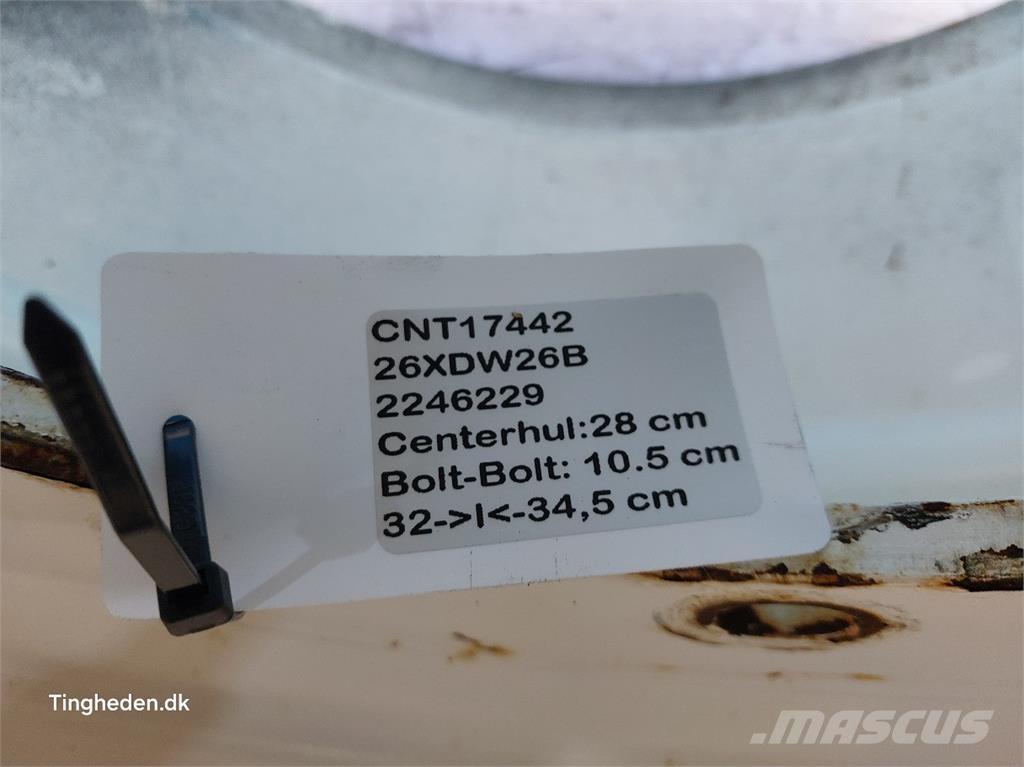 CNT17442
26XDW26B
2246229
Centerhul:28 cm
Bolt-Bolt: 10.5 cm
32->I<-34,5 cm
Tingheden.dk
MASCUS